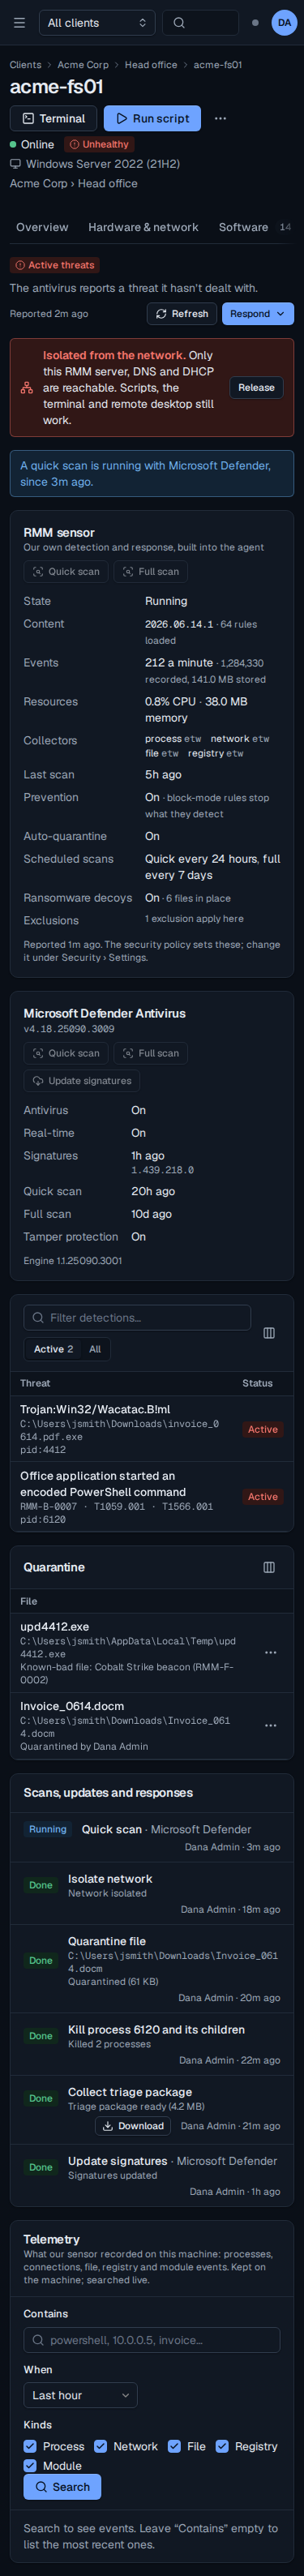 All clients
DA
Clients > Acme Corp > Head office > acme-fs01
acme-fs01
Terminal
Run script
Online
Unhealthy
Windows Server 2022 (21H2)
Acme Corp › Head office
Overview
Hardware & network
Software
14
Active threats
The antivirus reports a threat it hasn't dealt with.
Reported 2m ago
Refresh
Respond
Isolated from the network. Only
this RMM server, DNS and DHCP
are reachable. Scripts, the
terminal and remote desktop still
work.
Release
A quick scan is running with Microsoft Defender,
since 3m ago.
RMM sensor
Our own detection and response, built into the agent
Quick scan
Full scan
State
Running
Content
2026.06.14.1 · 64 rules
loaded
Events
212 a minute · 1,284,330
recorded, 141.0 MB stored
Resources
0.8% CPU · 38.0 MB
memory
Collectors
process etw network etw
file etw registry etw
Last scan
5h ago
Prevention
On · block-mode rules stop
what they detect
Auto-quarantine
On
Scheduled scans
Quick every 24 hours, full
every 7 days
Ransomware decoys
On · 6 files in place
Exclusions
1 exclusion apply here
Reported 1m ago. The security policy sets these; change
it under Security › Settings.
Microsoft Defender Antivirus
v4.18.25090.3009
Quick scan
Full scan
Update signatures
Antivirus
On
Real-time
On
Signatures
1h ago
1.439.218.0
Quick scan
20h ago
Full scan
10d ago
Tamper protection
On
Engine 1.1.25090.3001
Filter detections...
Active 2
All
Threat
Status
Trojan:Win32/Wacatac.B!ml
C:\Users\jsmith\Downloads\invoice_0
614.pdf.exe
pid:4412
Active
Office application started an
encoded PowerShell command
RMM-B-0007 · T1059.001 · T1566.001
pid:6120
Active
Quarantine
File
upd4412.exe
C:\Users\jsmith\AppData\Local\Temp\upd
4412.exe
Known-bad file: Cobalt Strike beacon (RMM-F-
0002)
Invoice_0614.docm
C:\Users\jsmith\Downloads\Invoice_061
4.docm
Quarantined by Dana Admin
Scans, updates and responses
Running
Quick scan · Microsoft Defender
Dana Admin · 3m ago
Done
Isolate network
Network isolated
Dana Admin · 18m ago
Done
Quarantine file
C:\Users\jsmith\Downloads\Invoice_061
4.docm
Quarantined (61 KB)
Dana Admin · 20m ago
Done
Kill process 6120 and its children
Killed 2 processes
Dana Admin · 22m ago
Done
Collect triage package
Triage package ready (4.2 MB)
Download
Dana Admin · 21m ago
Done
Update signatures · Microsoft Defender
Signatures updated
Dana Admin · 1h ago
Telemetry
What our sensor recorded on this machine: processes,
connections, file, registry and module events. Kept on
the machine; searched live.
Contains
powershell, 10.0.0.5, invoice...
When
Last hour
Kinds
Process
Network
File
Registry
Module
Search
Search to see events. Leave “Contains” empty to
list the most recent ones.